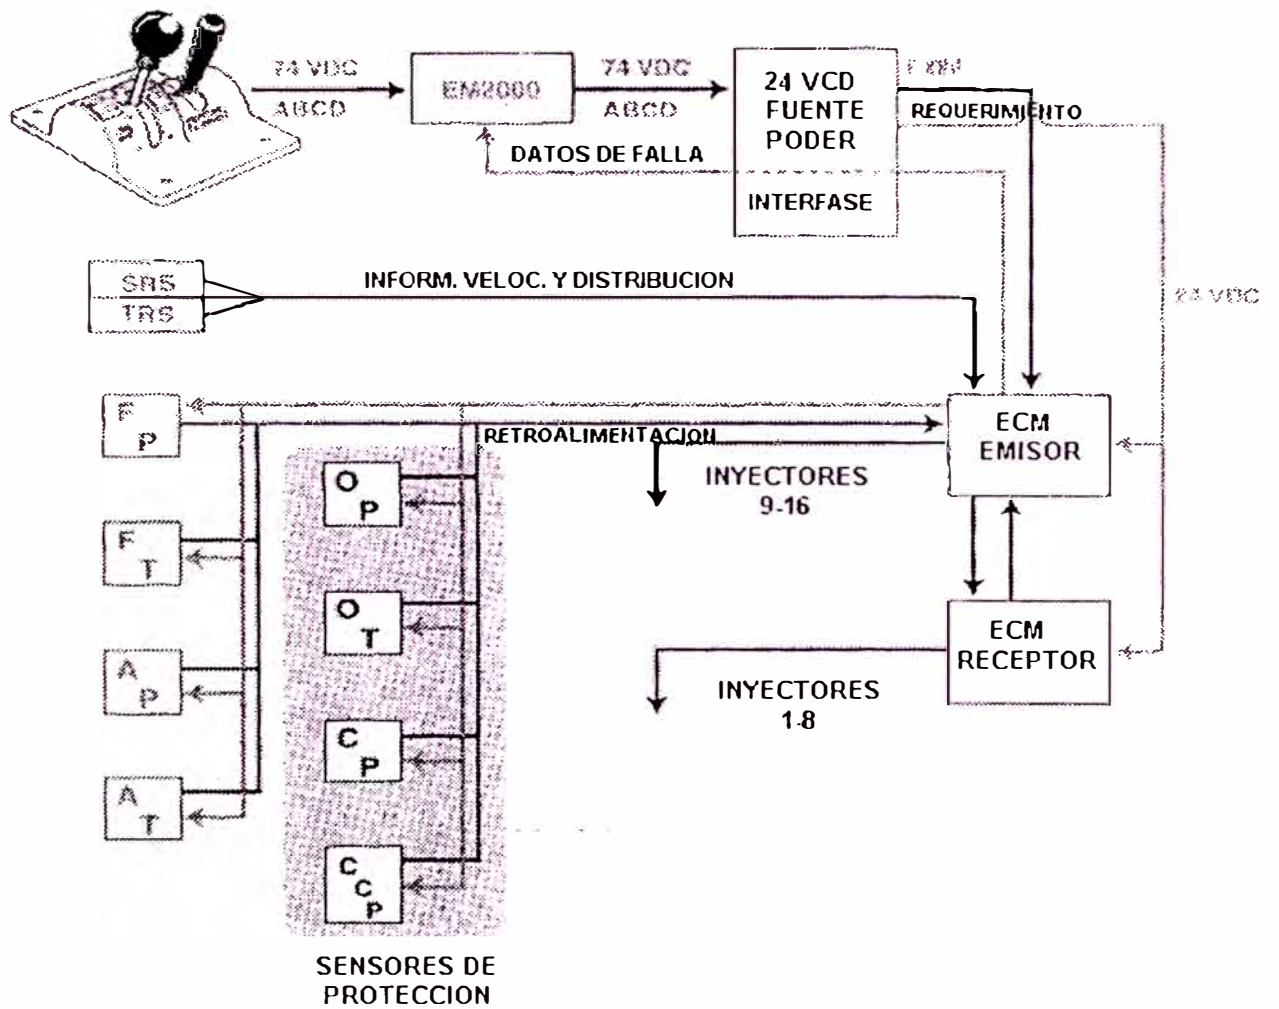 74 VDC
ABCD
EM2000
74 VDC
ABCD
24 VCD
FUENTE
PODER
INTERFASE
REQUERIMIENTO
DATOS DE FALLA
SRS
TRS
INFORM. VELOC. Y DISTRIBUCION
24 VDC
F
P
RETROALIMENTACION
ECM
EMISOR
O
P
INYECTORES
9-16
F
T
O
T
ECM
RECEPTOR
A
P
INYECTORES
1-8
C
P
A
T
C
C
P
SENSORES DE
PROTECCION